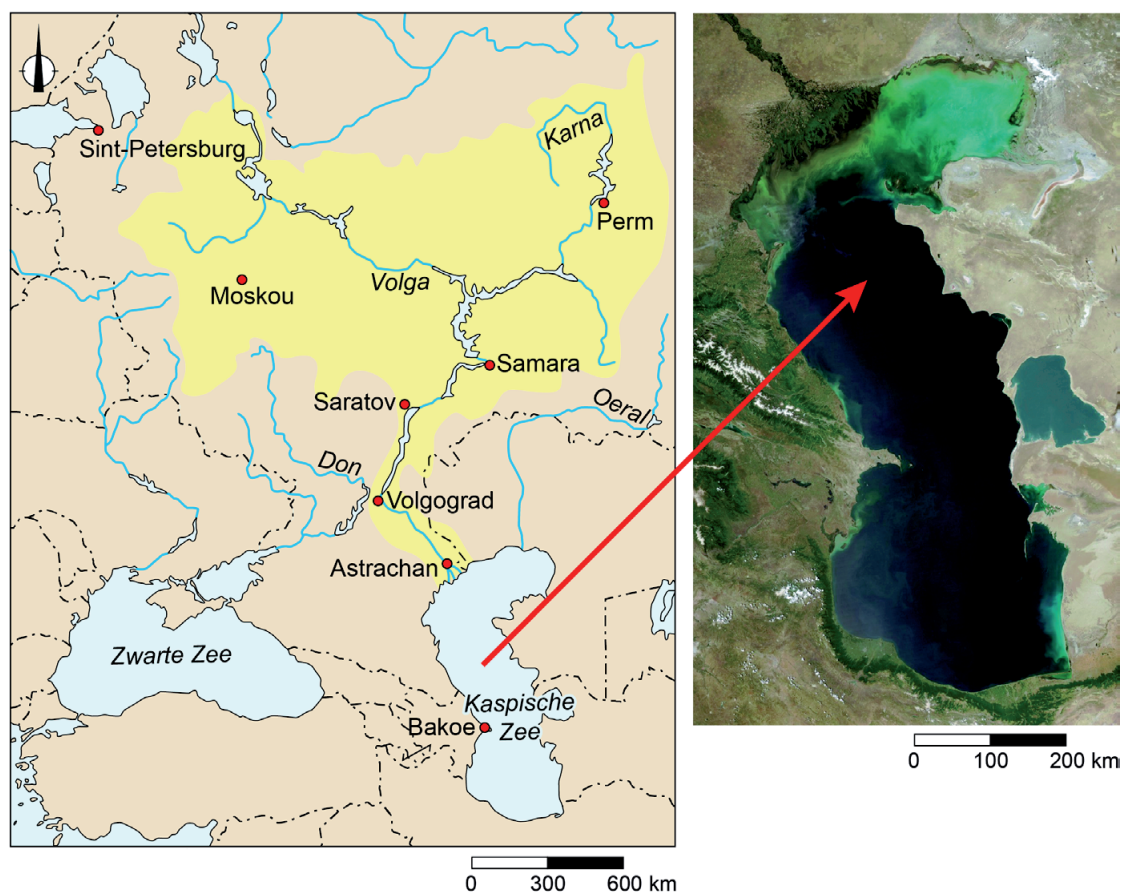 Sint-Petersburg
Karna
Perm
Moskou
Volga
Samara
Saratov
Oeral
Don
Volgograd
Astrachan
Zwarte Zee
Kaspische
Zee
Bakoe
0 100 200 km
0 300 600 km